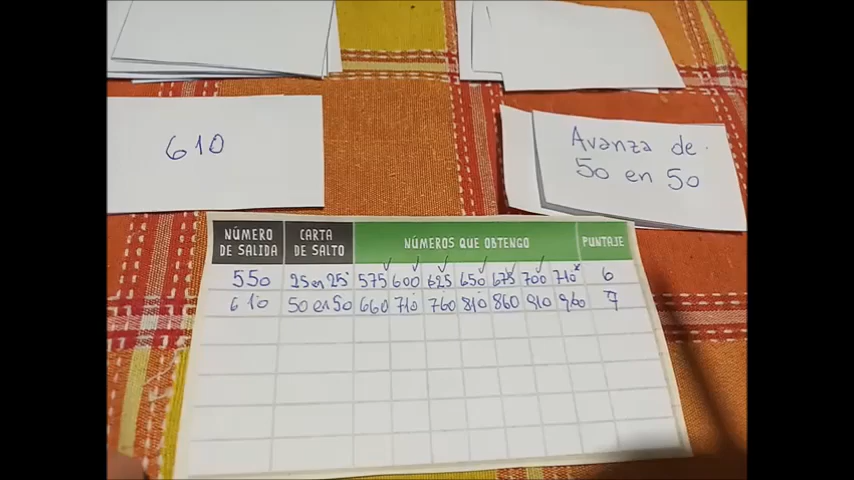 610
Avanza de
50 en 50
NÚMERO DE SALIDA CARTA DE SALTO NÚMEROS QUE OBTENGO PUNTAJE
550 25 en 25 575 600 625 650 675 700 710 6
610 50 en 50 660 710 760 810 860 910 960 7